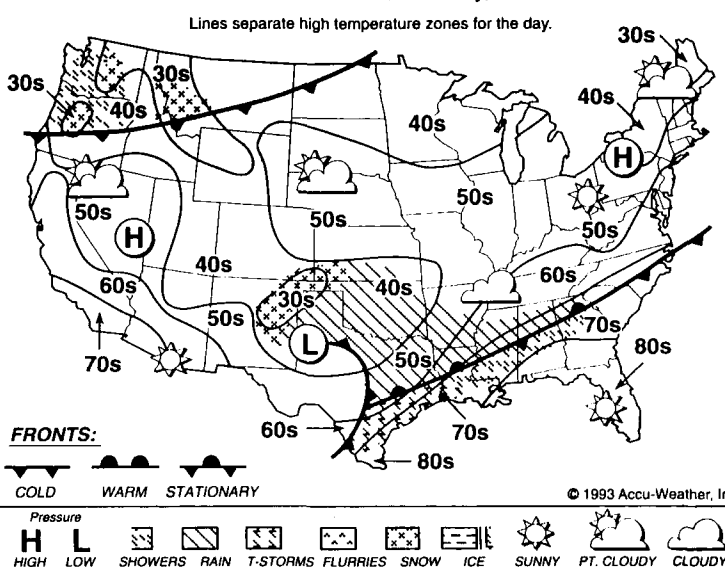 Lines separate high temperature zones for the day.
30s
30s
30s
40s
40s
40s
H
50s
50s
50s
50s
H
40s
60s
60s
30s
40s
50s
L
50s
70s
70s
80s
60s
70s
80s
FRONTS:
COLD WARM STATIONARY
© 1993 Accu-Weather, In
Pressure
H L
HIGH LOW SHOWERS RAIN T-STORMS FLURRIES SNOW ICE SUNNY PT. CLOUDY CLOUDY